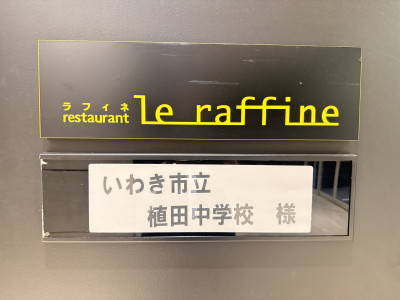 ラフィネ
restaurant le raffine
いわき市立
植田中学校 様